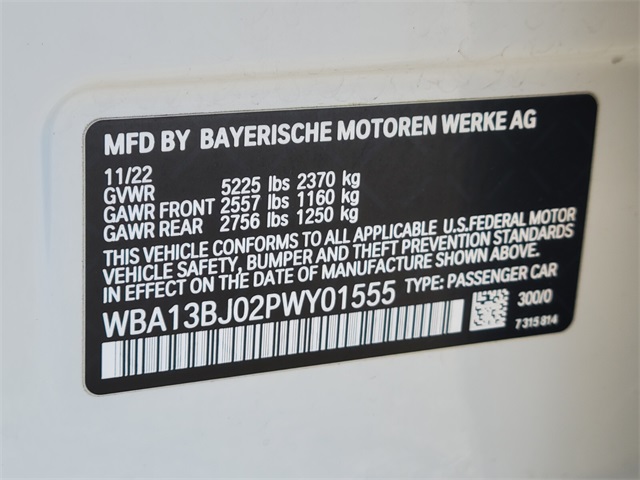 MFD BY BAYERISCHE MOTOREN WERKE AG
11/22
GVWR 5225 lbs 2370 kg
GAWR FRONT 2557 lbs 1160 kg
GAWR REAR 2756 lbs 1250 kg
THIS VEHICLE CONFORMS TO ALL APPLICABLE U.S.FEDERAL MOTOR
VEHICLE SAFETY, BUMPER AND THEFT PREVENTION STANDARDS
IN EFFECT ON THE DATE OF MANUFACTURE SHOWN ABOVE.
WBA13BJ02PWY01555 TYPE: PASSENGER CAR
300/0
7315814